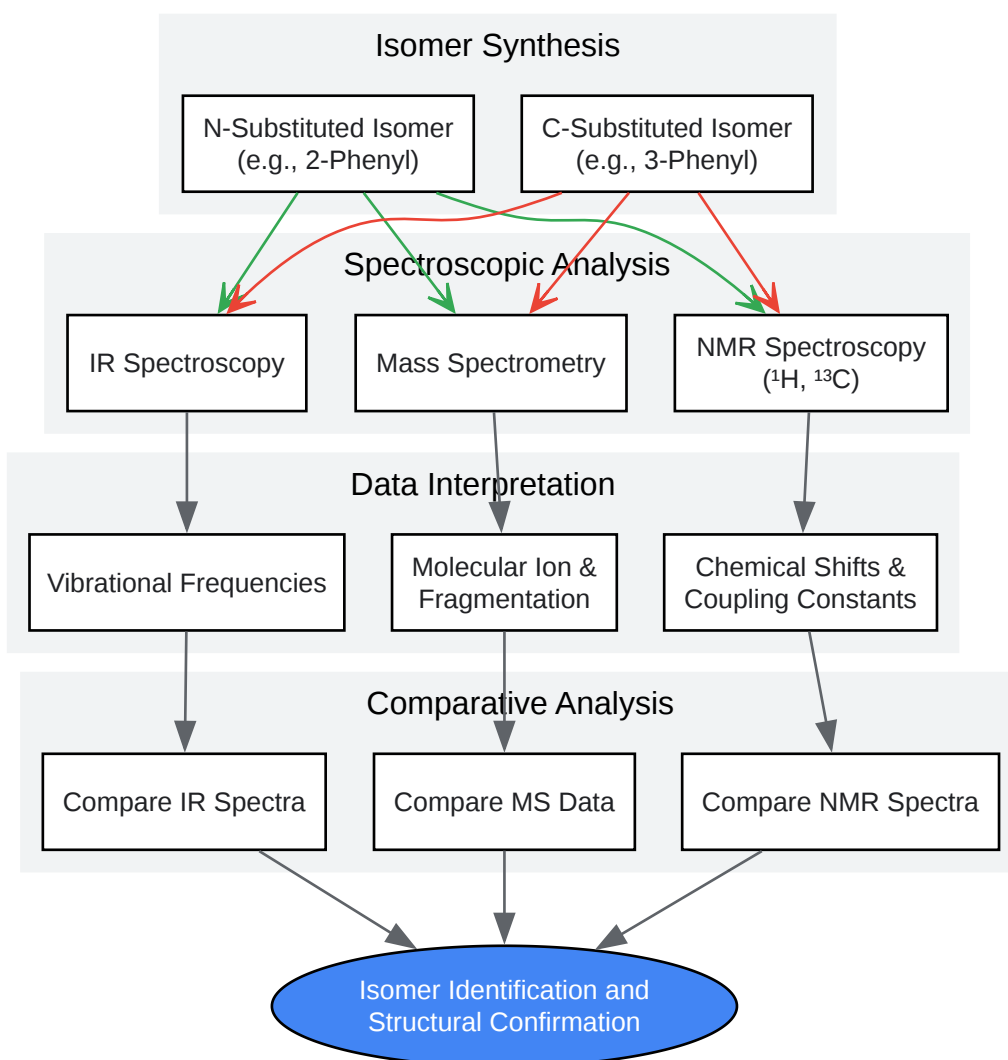 Isomer Synthesis
N-Substituted Isomer
(e.g., 2-Phenyl)
C-Substituted Isomer
(e.g., 3-Phenyl)
Spectroscopic Analysis
IR Spectroscopy
Mass Spectrometry
NMR Spectroscopy
(¹H, ¹³C)
Data Interpretation
Vibrational Frequencies
Molecular Ion &
Fragmentation
Chemical Shifts &
Coupling Constants
Comparative Analysis
Compare IR Spectra
Compare MS Data
Compare NMR Spectra
Isomer Identification and
Structural Confirmation